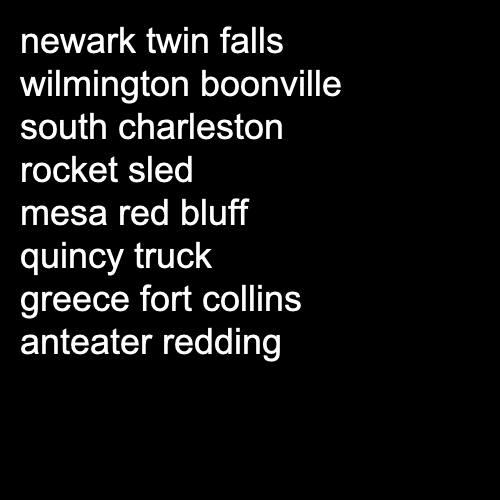 newark twin falls
wilmington boonville
south charleston
rocket sled
mesa red bluff
quincy truck
greece fort collins
anteater redding